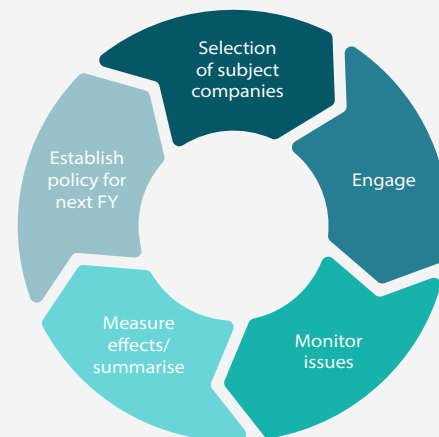 Selection
of subject
companies
Engage
Monitor
issues
Measure
effects/
summarise
Establish
policy for
next FY